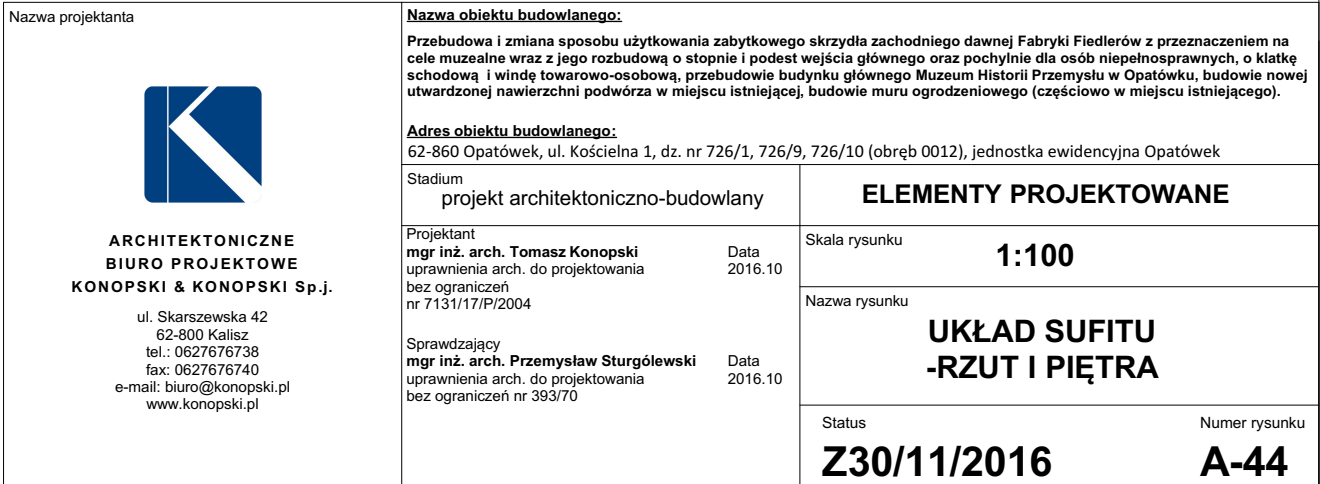 Nazwa projektanta
ARCHITEKTONICZNE
BIURO PROJEKTOWE
KONOPSKI & KONOPSKI Sp.j.
ul. Skarszewska 42
62-800 Kalisz
tel.: 0627676738
fax: 0627676740
e-mail: biuro@konopski.pl
www.konopski.pl
Nazwa obiektu budowlanego:
Przebudowa i zmiana sposobu użytkowania zabytkowego skrzydła zachodniego dawnej Fabryki Fiedlerów z przeznaczeniem na
cele muzealne wraz z jego rozbudową o stopnie i podest wejścia głównego oraz pochylnie dla osób niepełnosprawnych, o klatkę
schodową i windę towarowo-osobową, przebudowie budynku głównego Muzeum Historii Przemysłu w Opatówku, budowie nowej
utwardzonej nawierzchni podwórza w miejscu istniejącej, budowie muru ogrodzeniowego (częściowo w miejscu istniejącego).
Adres obiektu budowlanego:
62-860 Opatówek, ul. Kościelna 1, dz. nr 726/1, 726/9, 726/10 (obręb 0012), jednostka ewidencyjna Opatówek
Stadium
projekt architektoniczno-budowlany
Projektant
mgr inż. arch. Tomasz Konopski Data
uprawnienia arch. do projektowania 2016.10
bez ograniczeń
nr 7131/17/P/2004
Sprawdzający
mgr inż. arch. Przemysław Sturgólewski Data
uprawnienia arch. do projektowania 2016.10
bez ograniczeń nr 393/70
ELEMENTY PROJEKTOWANE
Skala rysunku
1:100
Nazwa rysunku
UKŁAD SUFITU
-RZUT I PIĘTRA
Status Numer rysunku
Z30/11/2016 A-44